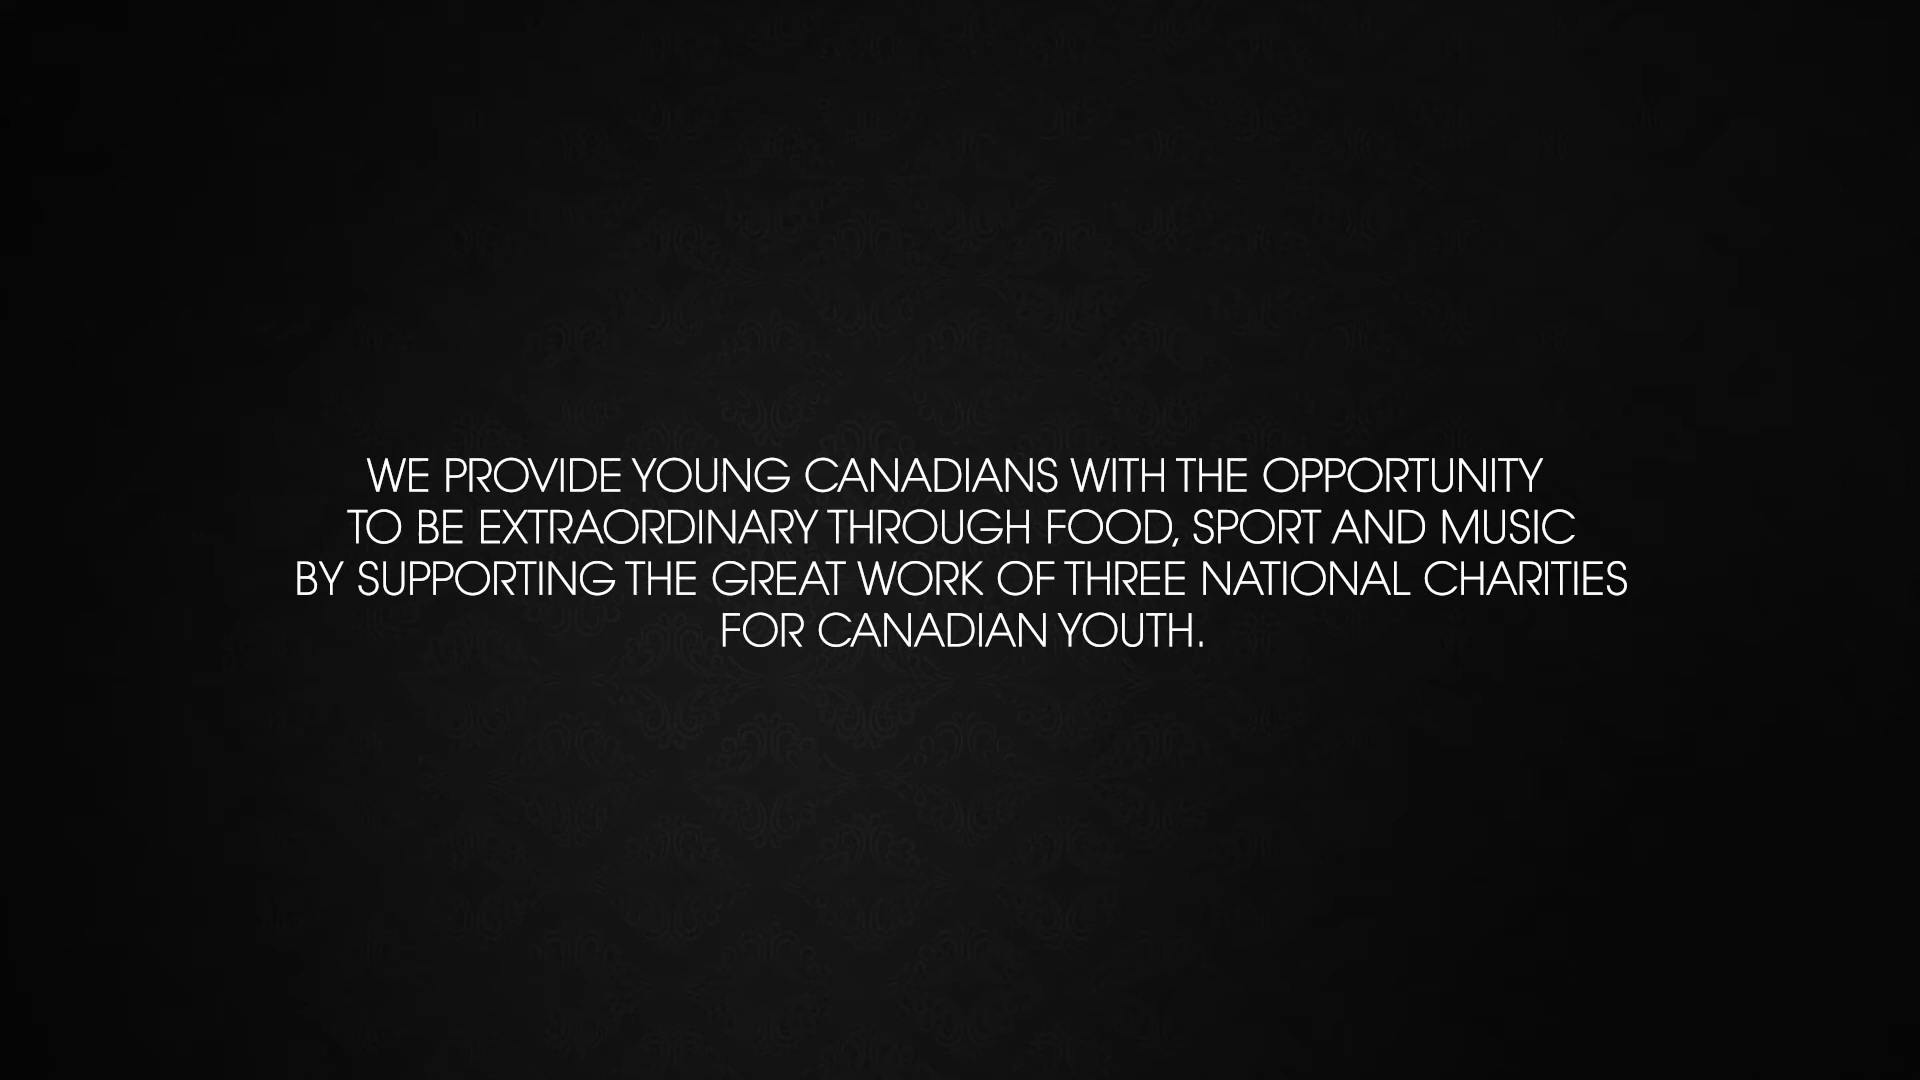 WE PROVIDE YOUNG CANADIANS WITH THE OPPORTUNITY
TO BE EXTRAORDINARY THROUGH FOOD, SPORT AND MUSIC
BY SUPPORTING THE GREAT WORK OF THREE NATIONAL CHARITIES
FOR CANADIAN YOUTH.